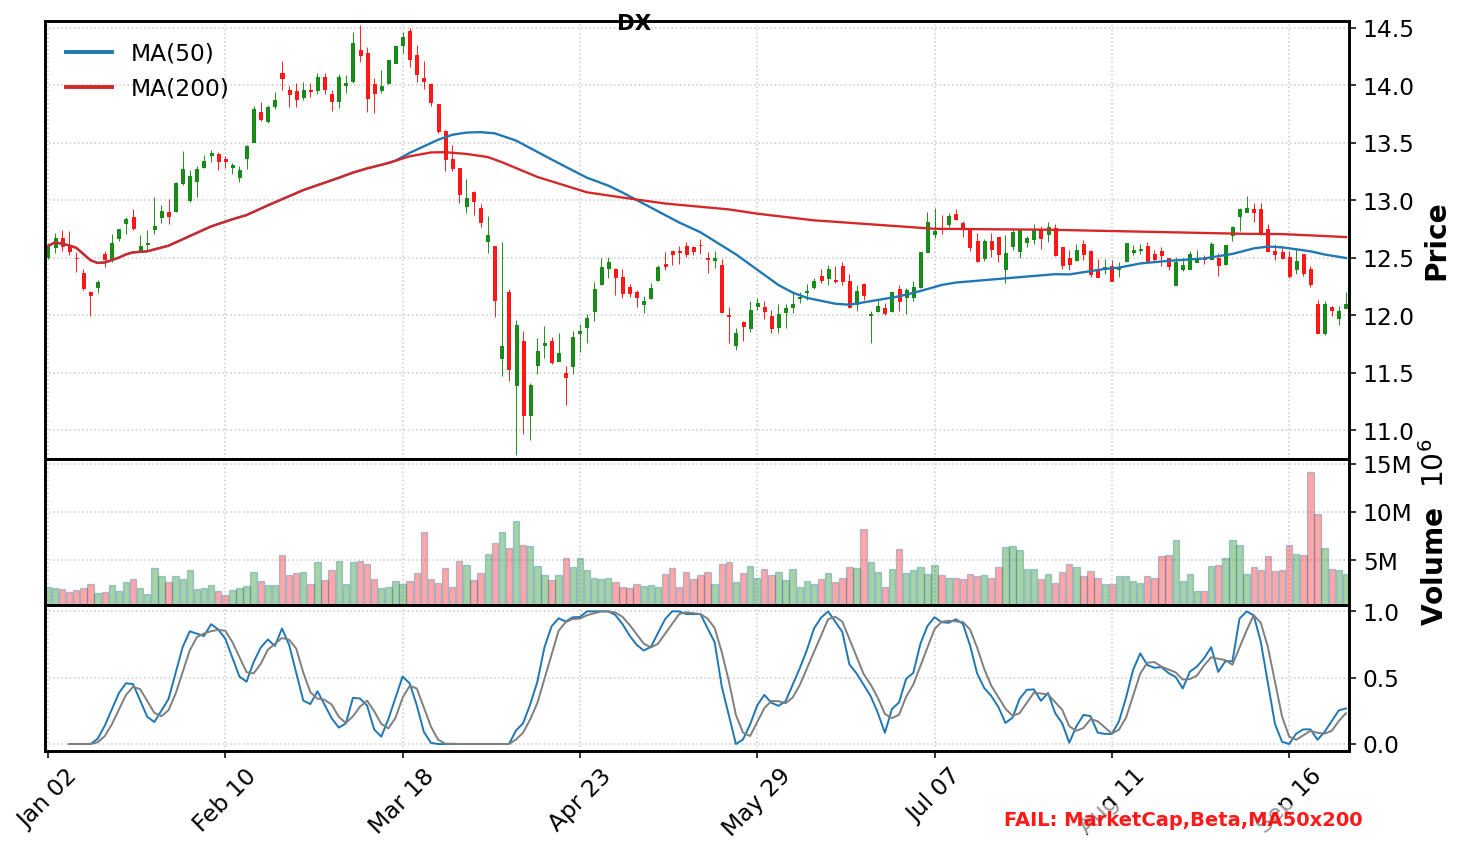 DX
MA(50)
MA(200)
14.5
14.0
13.5
13.0
12.5
12.0
11.5
11.0
Price
15M
10M
5M
Volume 10^6
1.0
0.5
0.0
Jan 02
Feb 10
Mar 18
Apr 23
May 29
Jul 07
Aug 11
Sep 16
FAIL: MarketCap,Beta,MA50x200